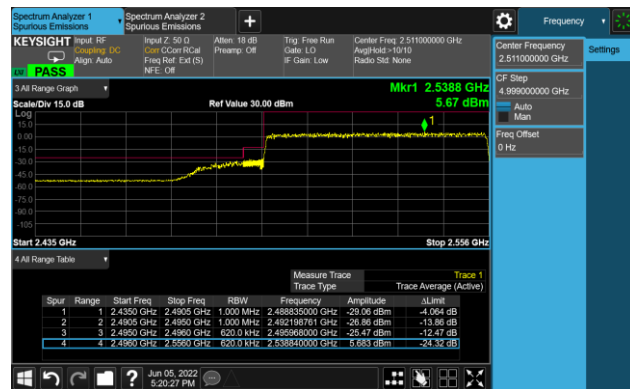 Spectrum Analyzer 1
Spurious Emissions
Spectrum Analyzer 2
Spurious Emissions
Frequency
KEYSIGHT
Input: RF
Coupling: DC
Align: Auto
Input Z: 50 Ω
Corr CCorr RCal
Freq Ref: Ext (S)
NFE: Off
Atten: 18 dB
Preamp: Off
Trig: Free Run
Gate: LO
IF Gain: Low
Center Freq: 2.511000000 GHz
Avg|Hold:>10/10
Radio Std: None
PASS
Center Frequency
2.511000000 GHz
Settings
CF Step
4.999000000 GHz
Auto
Man
Freq Offset
0 Hz
3 All Range Graph
Mkr1 2.5388 GHz
Scale/Div 15.0 dB
Ref Value 30.00 dBm
5.67 dBm
Log
15.0
0.00
-15.0
-30.0
-45.0
-60.0
-75.0
-90.0
-105
1
Start 2.435 GHz
Stop 2.556 GHz
4 All Range Table
Measure Trace Trace 1
Trace Type Trace Average (Active)
Spur Range Start Freq Stop Freq RBW Frequency Amplitude ΔLimit
1 1 2.4350 GHz 2.4905 GHz 1.000 MHz 2.488835000 GHz -29.06 dBm -4.064 dB
2 2 2.4905 GHz 2.4950 GHz 1.000 MHz 2.492198761 GHz -26.86 dBm -13.86 dB
3 3 2.4950 GHz 2.4960 GHz 620.0 kHz 2.495968000 GHz -25.47 dBm -12.47 dB
4 4 2.4960 GHz 2.5560 GHz 620.0 kHz 2.538840000 GHz 5.683 dBm -24.32 dB
Jun 05, 2022
5:20:27 PM